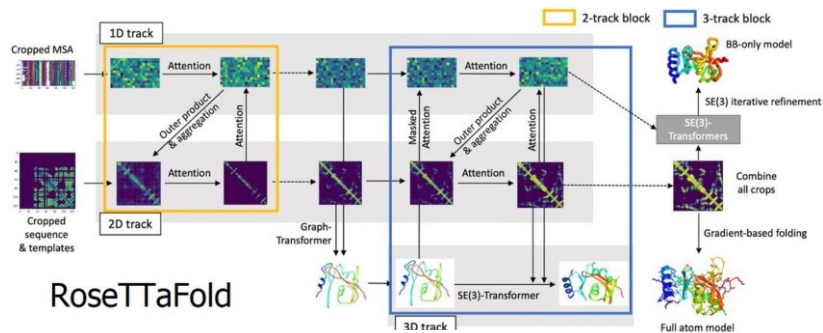 2-track block
3-track block
1D track
Cropped MSA
Attention
Attention
BB-only model
Outer product
& aggregation
Attention
Masked
Attention
Outer product
& aggregation
Attention
SE(3) iterative refinement
SE(3)-
Transformers
Attention
Attention
Combine
all crops
Cropped
sequence
& templates
2D track
Graph-
Transformer
Gradient-based folding
SE(3)-Transformer
RoseTTaFold
3D track
Full atom model